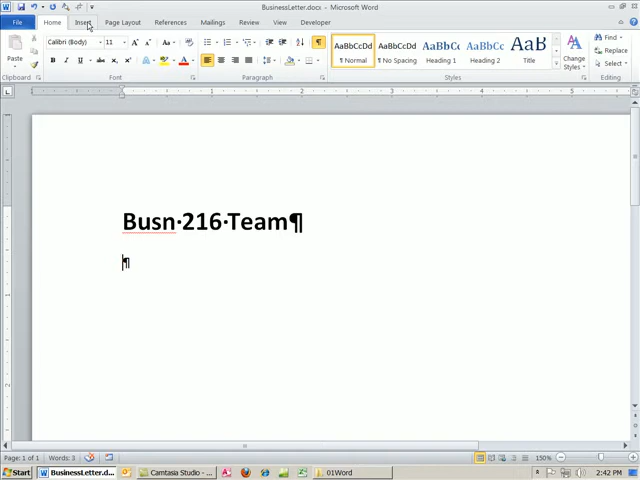 BusinessLetter.docx - Microsoft Word
File Home Insert Page Layout References Mailings Review View Developer
Paste Calibri (Body) 11 AaBbCcDd AaBbCcDd AaBbCc AaBbCc AaB Change Styles Find Replace Select
¶ Normal ¶ No Spacing Heading 1 Heading 2 Title
Clipboard Font Paragraph Styles Editing
Busn·216·Team¶
¶
Page: 1 of 1 Words: 3 150%
Start BusinessLetter.d... Camtasia Studio - ... 01Word 2:42 PM